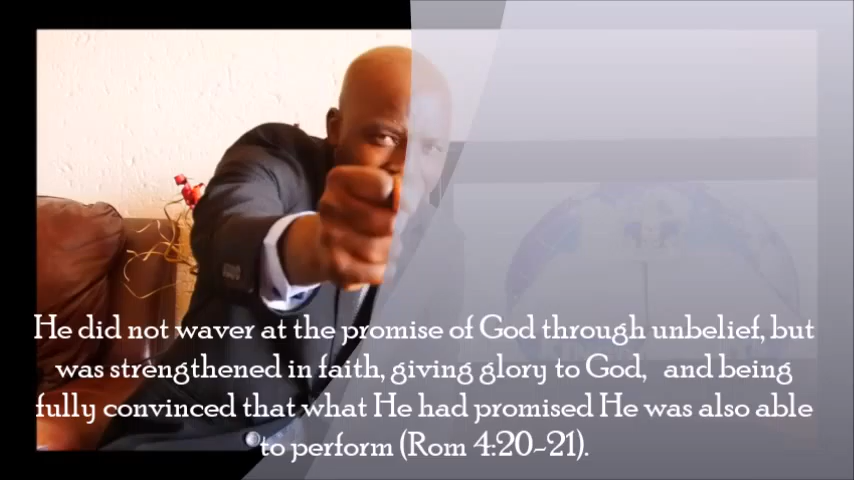 He did not waver at the promise of God through unbelief, but
was strengthened in faith, giving glory to God, and being
fully convinced that what He had promised He was also able
to perform (Rom 4:20-21).